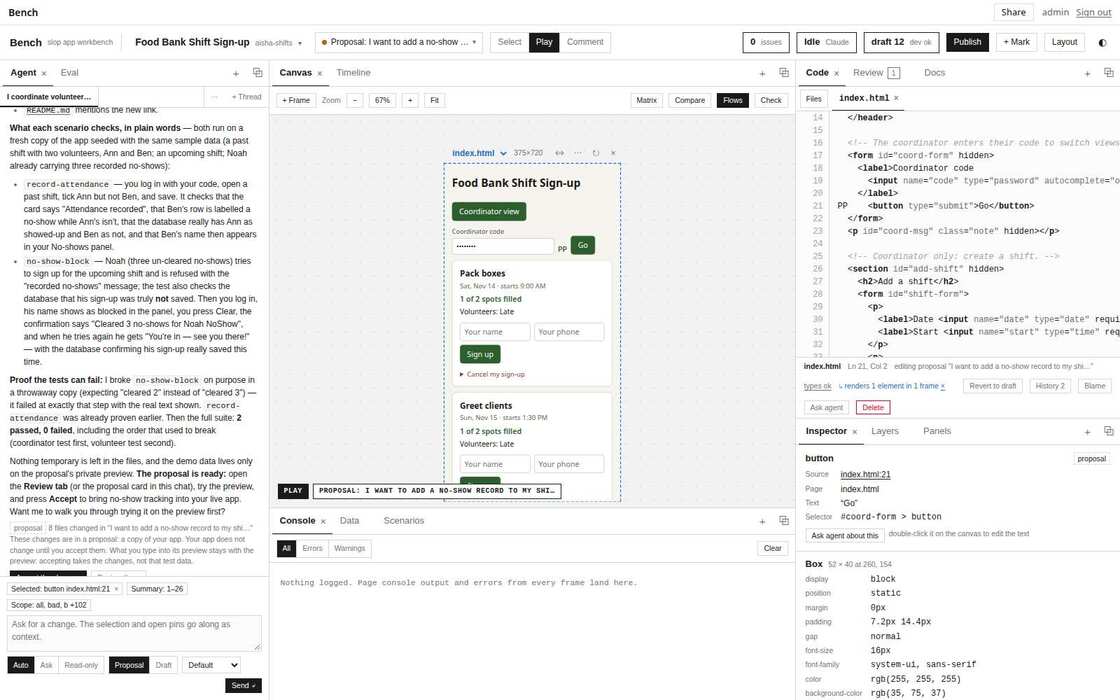 Bench
Share admin Sign out
Bench slop app workbench Food Bank Shift Sign-up aisha-shifts ▾ Proposal: I want to add a no-show … ▾ Select Play Comment 0 issues Idle Claude draft 12 dev ok Publish + Mark Layout
Agent × Eval +
I coordinate volunteer… ··· + Thread
README.md mentions the new link.
What each scenario checks, in plain words — both run on a
fresh copy of the app seeded with the same sample data (a past
shift with two volunteers, Ann and Ben; an upcoming shift; Noah
already carrying three recorded no-shows):
• record-attendance — you log in with your code, open a
past shift, tick Ann but not Ben, and save. It checks that the
card says "Attendance recorded", that Ben's row is labelled a
no-show while Ann's isn't, that the database really has Ann as
showed-up and Ben as not, and that Ben's name then appears
in your No-shows panel.
• no-show-block — Noah (three un-cleared no-shows) tries
to sign up for the upcoming shift and is refused with the
"recorded no-shows" message; the test also checks the
database that his sign-up was truly not saved. Then you log in,
his name shows as blocked in the panel, you press Clear, the
confirmation says "Cleared 3 no-shows for Noah NoShow",
and when he tries again he gets "You're in — see you there!"
— with the database confirming his sign-up really saved this
time.
Proof the tests can fail: I broke no-show-block on purpose in
a throwaway copy (expecting "cleared 2" instead of "cleared 3") —
it failed at exactly that step with the real text shown. record-
attendance was already proven earlier. Then the full suite: 2
passed, 0 failed, including the order that used to break
(coordinator test first, volunteer test second).
Nothing temporary is left in the files, and the demo data lives only
on the proposal's private preview. The proposal is ready: open
the Review tab (or the proposal card in this chat), try the preview,
and press Accept to bring no-show tracking into your live app.
Want me to walk you through trying it on the preview first?
proposal 8 files changed in "I want to add a no-show record to my shi…"
These changes are in a proposal: a copy of your app. Your app does not
change until you accept them. What you type into its preview stays with the
preview: accepting takes the changes, not that test data.
Selected: button index.html:21 × Summary: 1–26
Scope: all, bad, b +102
Ask for a change. The selection and open pins go along as
context.
Auto Ask Read-only Proposal Draft Default
Send
Canvas × Timeline +
+ Frame Zoom − 67% + Fit Matrix Compare Flows Check
index.html 375×720 ⇔ ··· ↻ ×
Food Bank Shift Sign-up
Coordinator view
Coordinator code
•••••••• PP Go
Pack boxes
Sat, Nov 14 · starts 9:00 AM
1 of 2 spots filled
Volunteers: Late
Your name Your phone
Sign up
▸ Cancel my sign-up
Greet clients
Sun, Nov 15 · starts 1:30 PM
1 of 2 spots filled
Volunteers: Late
Your name Your phone
PLAY PROPOSAL: I WANT TO ADD A NO-SHOW RECORD TO MY SHI…
Console × Data Scenarios +
All Errors Warnings Clear
Nothing logged. Page console output and errors from every frame land here.
Code × Review 1 Docs +
Files index.html ×
14 </header>
15
16 <!-- The coordinator enters their code to switch views
17 <form id="coord-form" hidden>
18 <label>Coordinator code
19 <input name="code" type="password" autocomplete="o
20 </label>
21 PP <button type="submit">Go</button>
22 </form>
23 <p id="coord-msg" class="note" hidden></p>
24
25 <!-- Coordinator only: create a shift. -->
26 <section id="add-shift" hidden>
27 <h2>Add a shift</h2>
28 <form id="shift-form">
29 <p>
30 <label>Date <input name="date" type="date" requi
31 <label>Start <input name="start" type="time" req
32 </p>
33 <p>
index.html Ln 21, Col 2 editing proposal "I want to add a no-show record to my shi…"
types ok ↳ renders 1 element in 1 frame × Revert to draft History 2 Blame
Ask agent Delete
Inspector × Layers Panels +
button proposal
Source index.html:21
Page index.html
Text "Go"
Selector #coord-form > button
Ask agent about this double-click it on the canvas to edit the text
Box 52 × 40 at 260, 154
display block
position static
margin 0px
padding 7.2px 14.4px
gap normal
font-size 16px
font-family system-ui, sans-serif
color rgb(255, 255, 255)
background-color rgb(35, 75, 37)